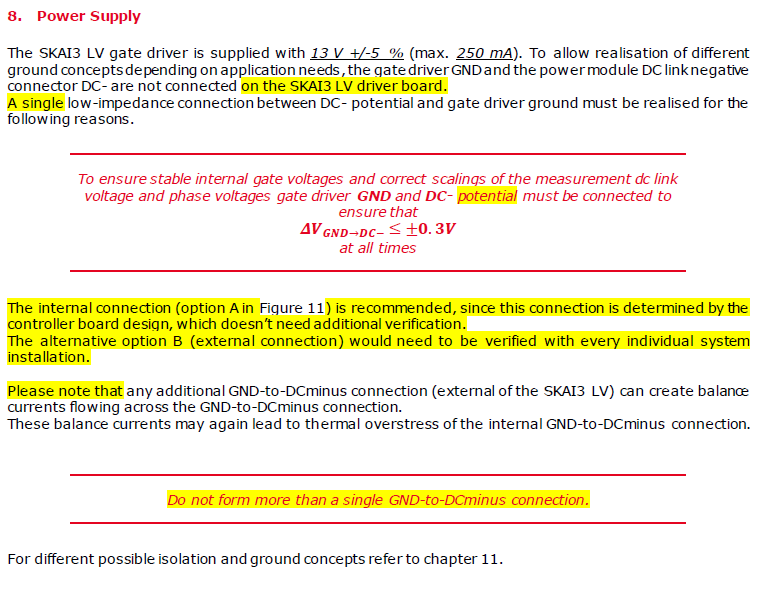 8. Power Supply
The SKAI3 LV gate driver is supplied with 13 V +/-5 % (max. 250 mA). To allow realisation of different
ground concepts depending on application needs, the gate driver GND and the power module DC link negative
connector DC- are not connected on the SKAI3 LV driver board.
A single low-impedance connection between DC- potential and gate driver ground must be realised for the
following reasons.
To ensure stable internal gate voltages and correct scalings of the measurement dc link
voltage and phase voltages gate driver GND and DC- potential must be connected to
ensure that
ΔV GND→DC− ≤ ±0.3V
at all times
The internal connection (option A in Figure 11) is recommended, since this connection is determined by the
controller board design, which doesn't need additional verification.
The alternative option B (external connection) would need to be verified with every individual system
installation.
Please note that any additional GND-to-DCminus connection (external of the SKAI3 LV) can create balance
currents flowing across the GND-to-DCminus connection.
These balance currents may again lead to thermal overstress of the internal GND-to-DCminus connection.
Do not form more than a single GND-to-DCminus connection.
For different possible isolation and ground concepts refer to chapter 11.